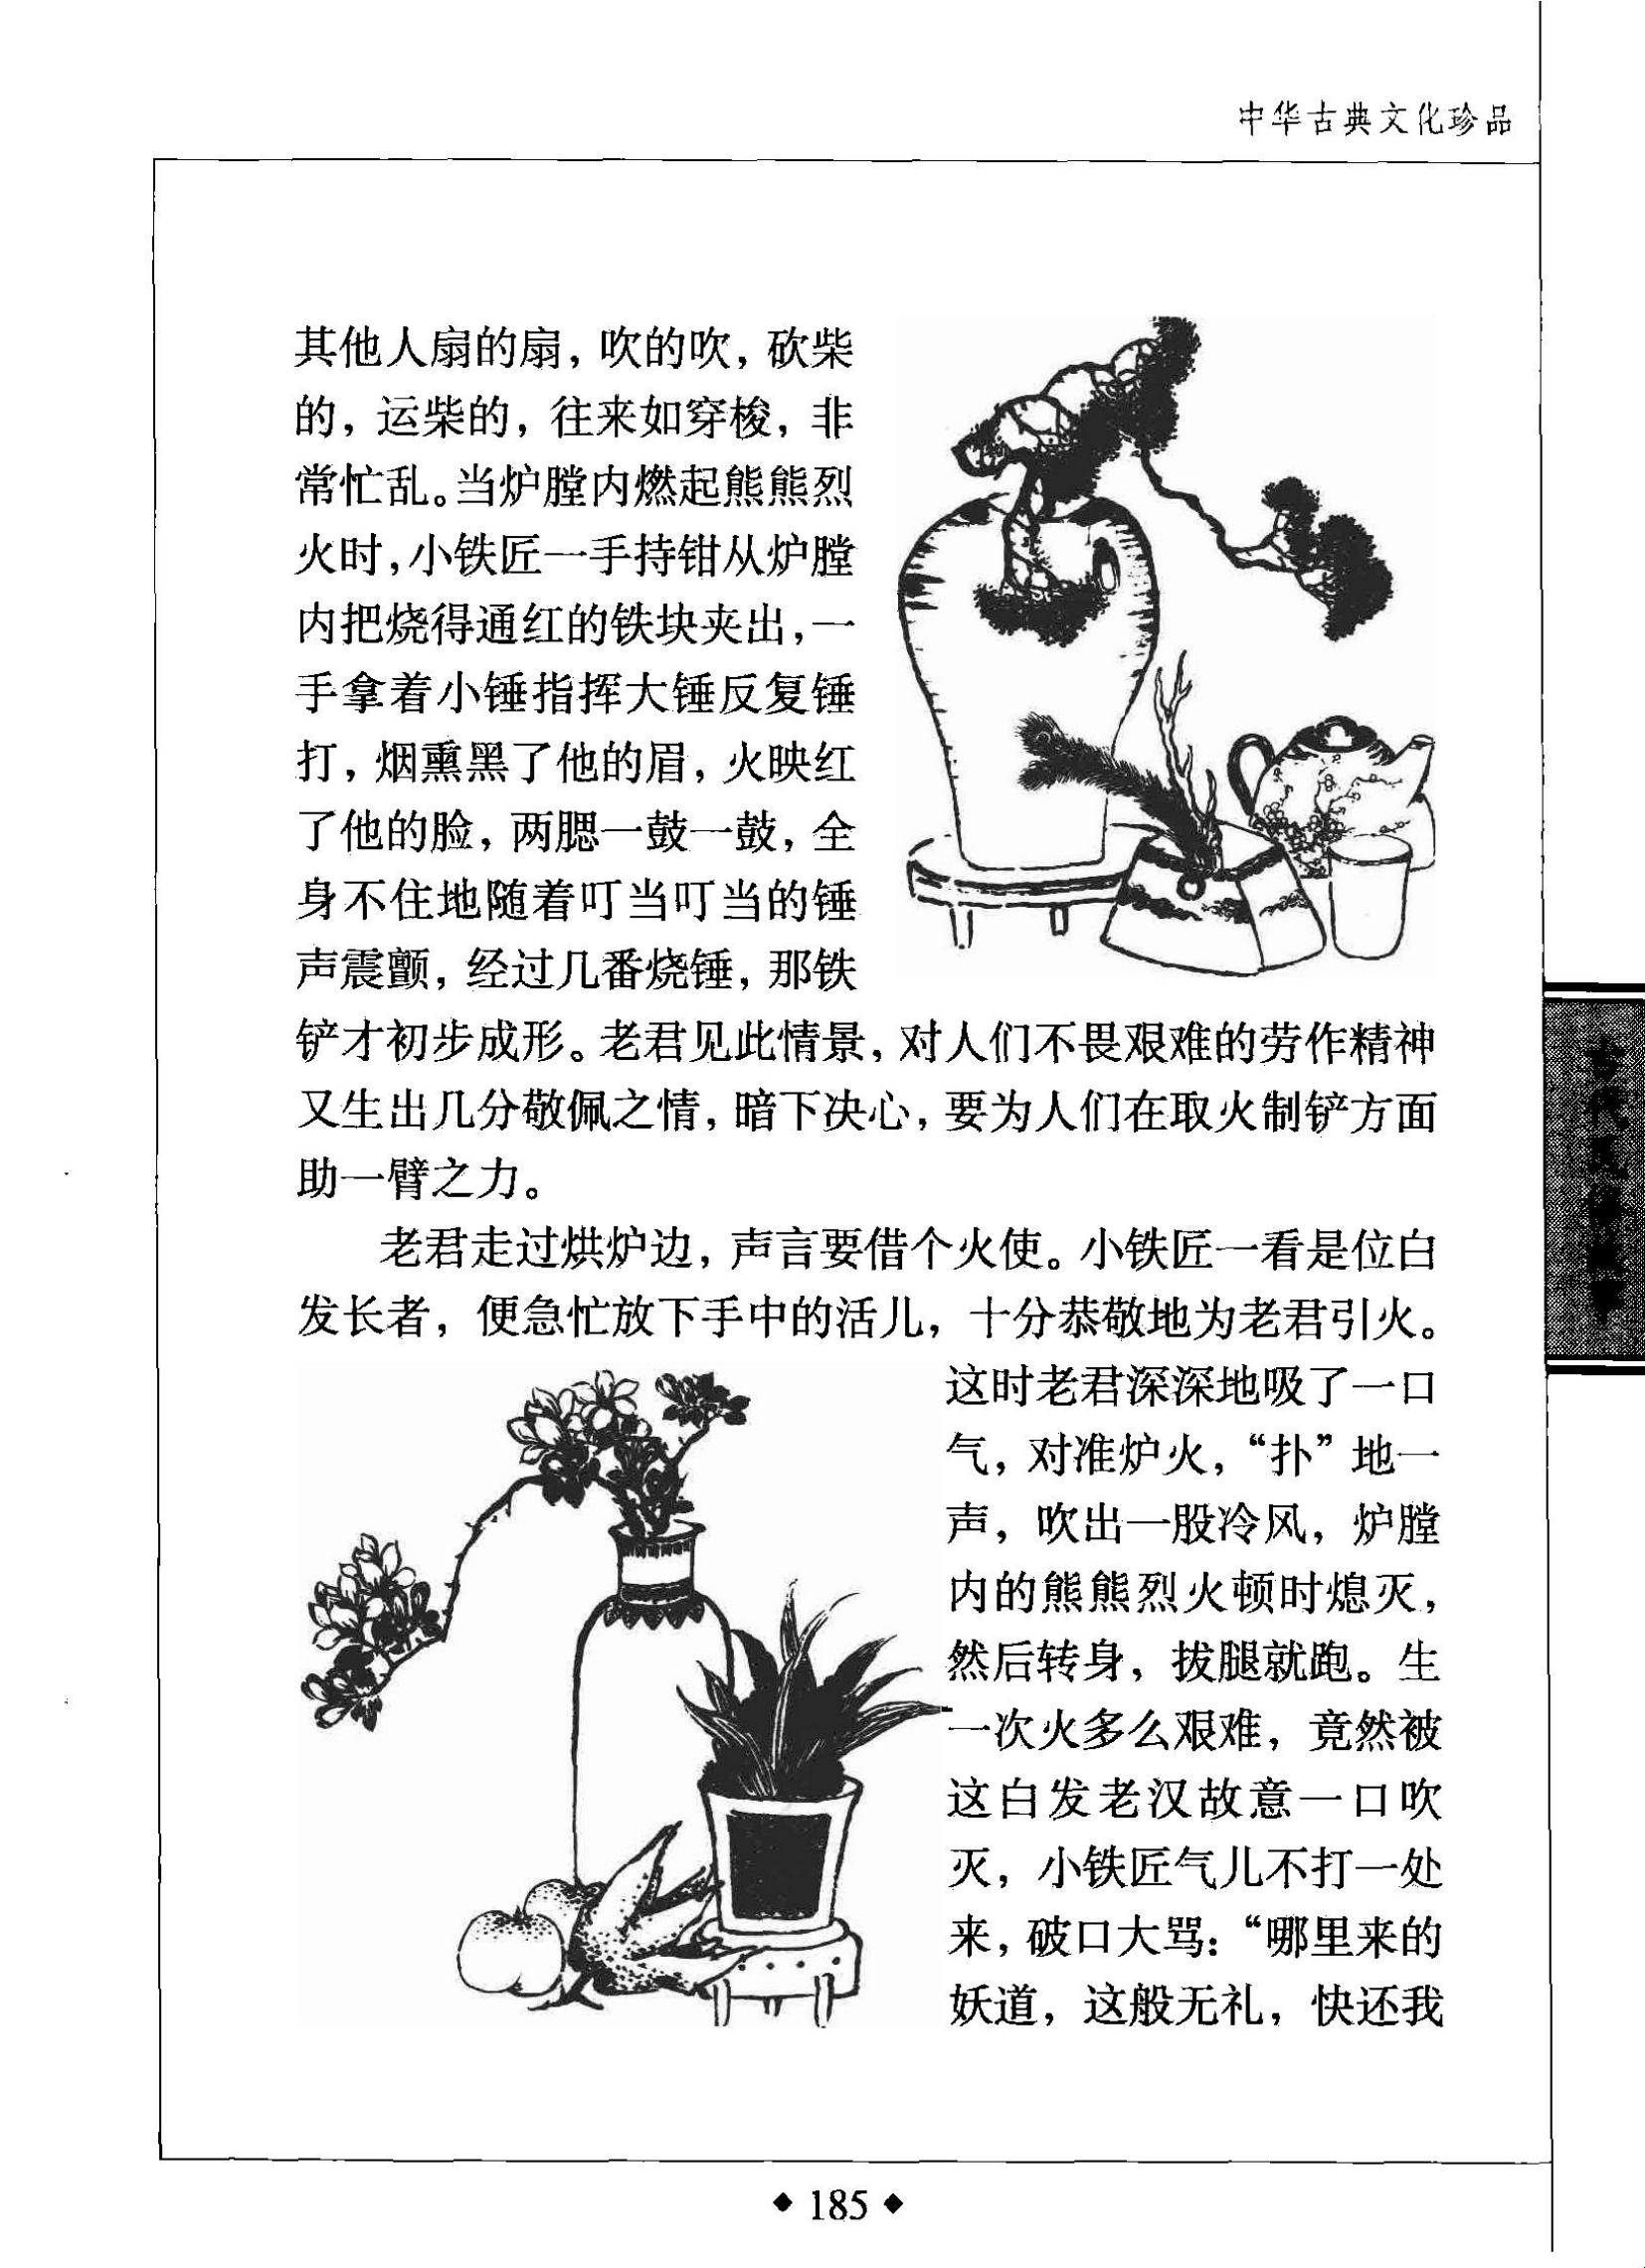 中华古典文化珍品
其他人扇的扇，吹的吹，砍柴
的，运柴的，往来如穿梭，非
常忙乱。当炉膛内燃起熊熊烈
火时，小铁匠一手持钳从炉膛
内把烧得通红的铁块夹出，一
手拿着小锤指挥大锤反复锤
打，烟熏黑了他的眉，火映红
了他的脸，两腮一鼓一鼓，全
身不住地随着叮当叮当的锤
声震颤，经过几番烧锤，那铁
铲才初步成形。老君见此情景，对人们不畏艰难的劳作精神
又生出几分敬佩之情，暗下决心，要为人们在取火制铲方面
助一臂之力。
老君走过烘炉边，声言要借个火使。小铁匠一看是位白
发长者，便急忙放下手中的活儿，十分恭敬地为老君引火。
这时老君深深地吸了一口
气，对准炉火，“扑”地一
声，吹出一股冷风，炉膛
内的熊熊烈火顿时熄灭，
然后转身，拔腿就跑。生
一次火多么艰难，竟然被
这白发老汉故意一口吹
灭，小铁匠气儿不打一处
来，破口大骂：“哪里来的
妖道，这般无礼，快还我
古代
◆ 185 ◆